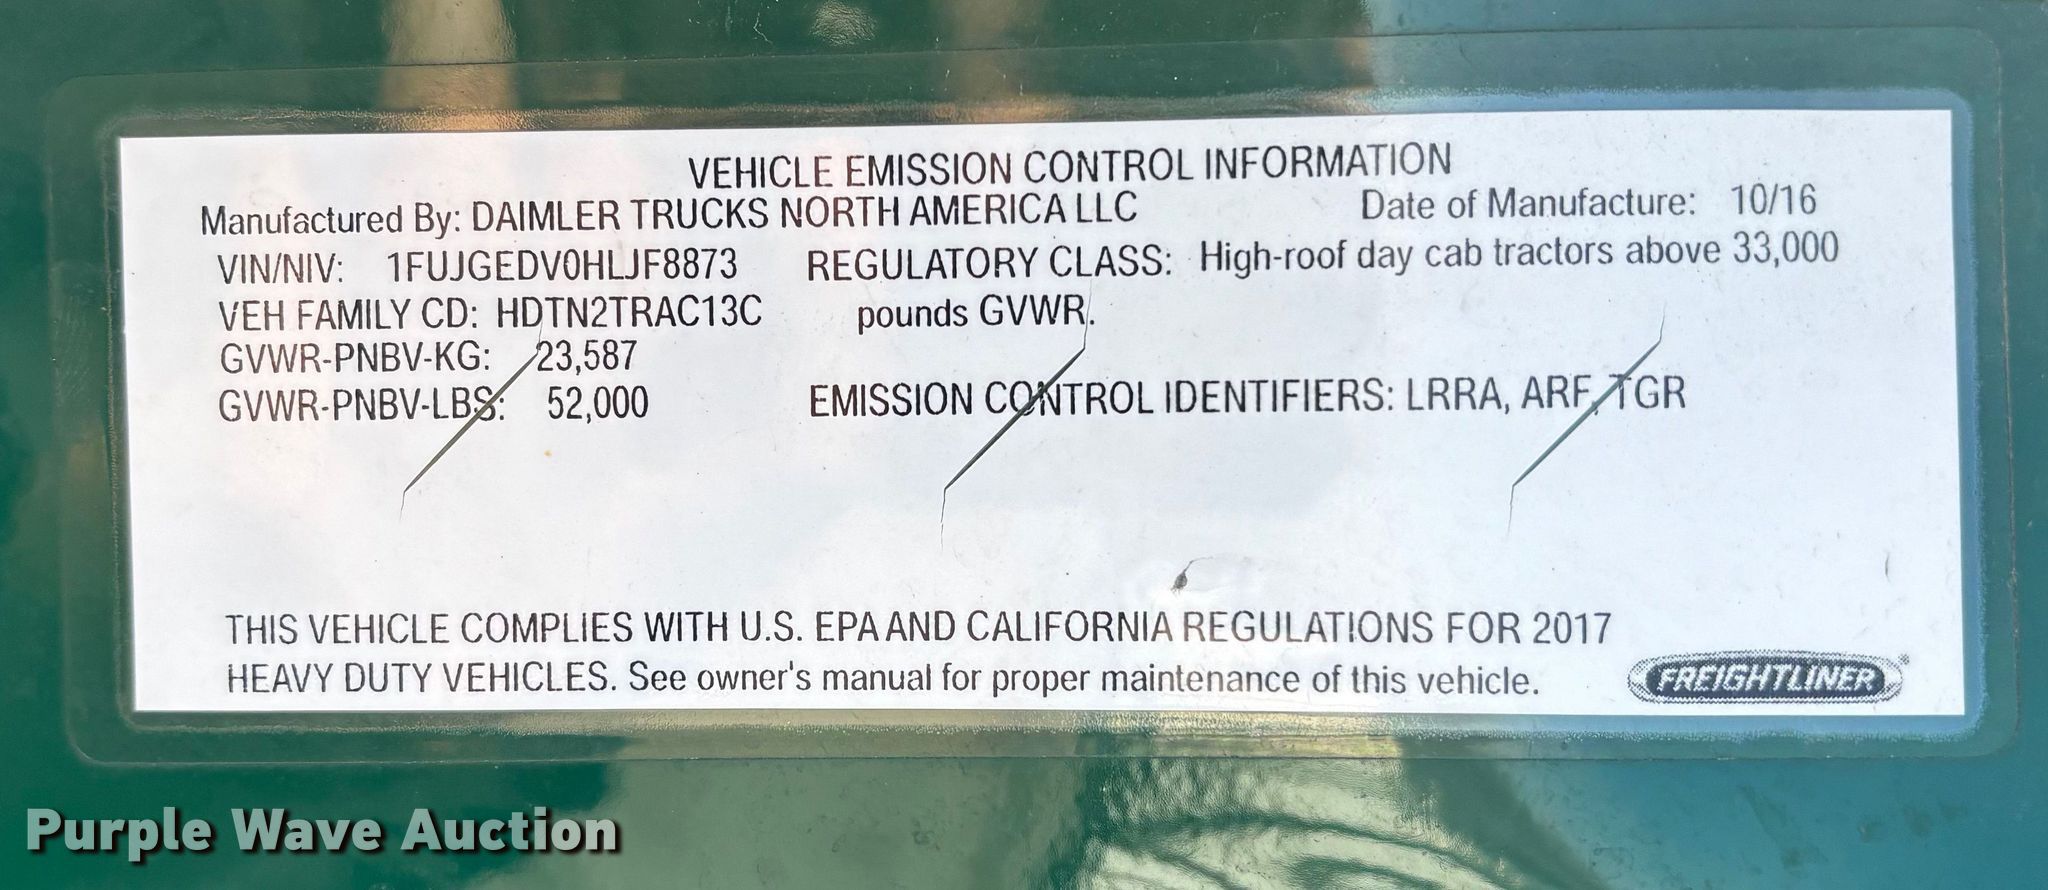 VEHICLE EMISSION CONTROL INFORMATION
Manufactured By: DAIMLER TRUCKS NORTH AMERICA LLC Date of Manufacture: 10/16
VIN/NIV: 1FUJGEDV0HLJF8873 REGULATORY CLASS: High-roof day cab tractors above 33,000
VEH FAMILY CD: HDTN2TRAC13C pounds GVWR.
GVWR-PNBV-KG: 23,587
GVWR-PNBV-LBS: 52,000 EMISSION CONTROL IDENTIFIERS: LRRA, ARF, TGR
THIS VEHICLE COMPLIES WITH U.S. EPA AND CALIFORNIA REGULATIONS FOR 2017
HEAVY DUTY VEHICLES. See owner's manual for proper maintenance of this vehicle.
FREIGHTLINER
Purple Wave Auction